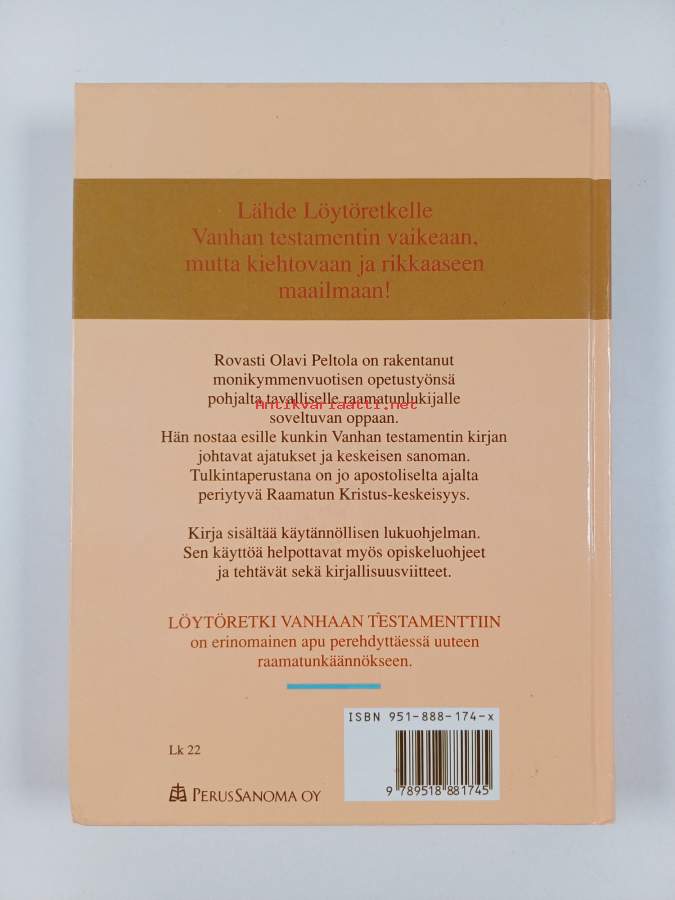 Lähde Löytöretkelle
Vanhan testamentin vaikeaan,
mutta kiehtovaan ja rikkaaseen
maailmaan!
Rovasti Olavi Peltola on rakentanut
monikymmenvuotisen opetustyönsä
pohjalta tavalliselle raamatunlukijalle
Antikvariaatti.net
soveltuvan oppaan.
Hän nostaa esille kunkin Vanhan testamentin kirjan
johtavat ajatukset ja keskeisen sanoman.
Tulkintaperustana on jo apostoliselta ajalta
periytyvä Raamatun Kristus-keskeisyys.
Kirja sisältää käytännöllisen lukuohjelman.
Sen käyttöä helpottavat myös opiskeluohjeet
ja tehtävät sekä kirjallisuusviitteet.
LÖYTÖRETKI VANHAAN TESTAMENTTIIN
on erinomainen apu perehdyttäessä uuteen
raamatunkäännökseen.
ISBN 951-888-174-x
9 789518 881745
Lk 22
PERUSSANOMA OY